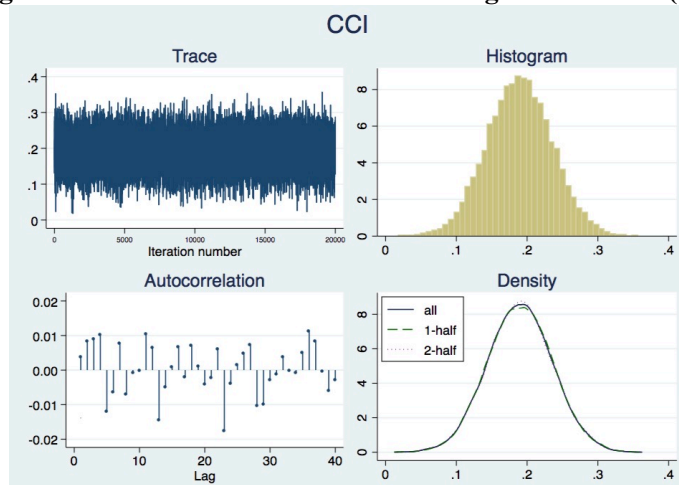 CCI
Trace
.4
.3
.2
.1
0
0 5000 10000 15000 20000
Iteration number
Histogram
8
6
4
2
0
0 .1 .2 .3 .4
Autocorrelation
0.02
0.01
0.00
-0.01
-0.02
0 10 20 30 40
Lag
Density
all
1-half
2-half
8
6
4
2
0
0 .1 .2 .3 .4